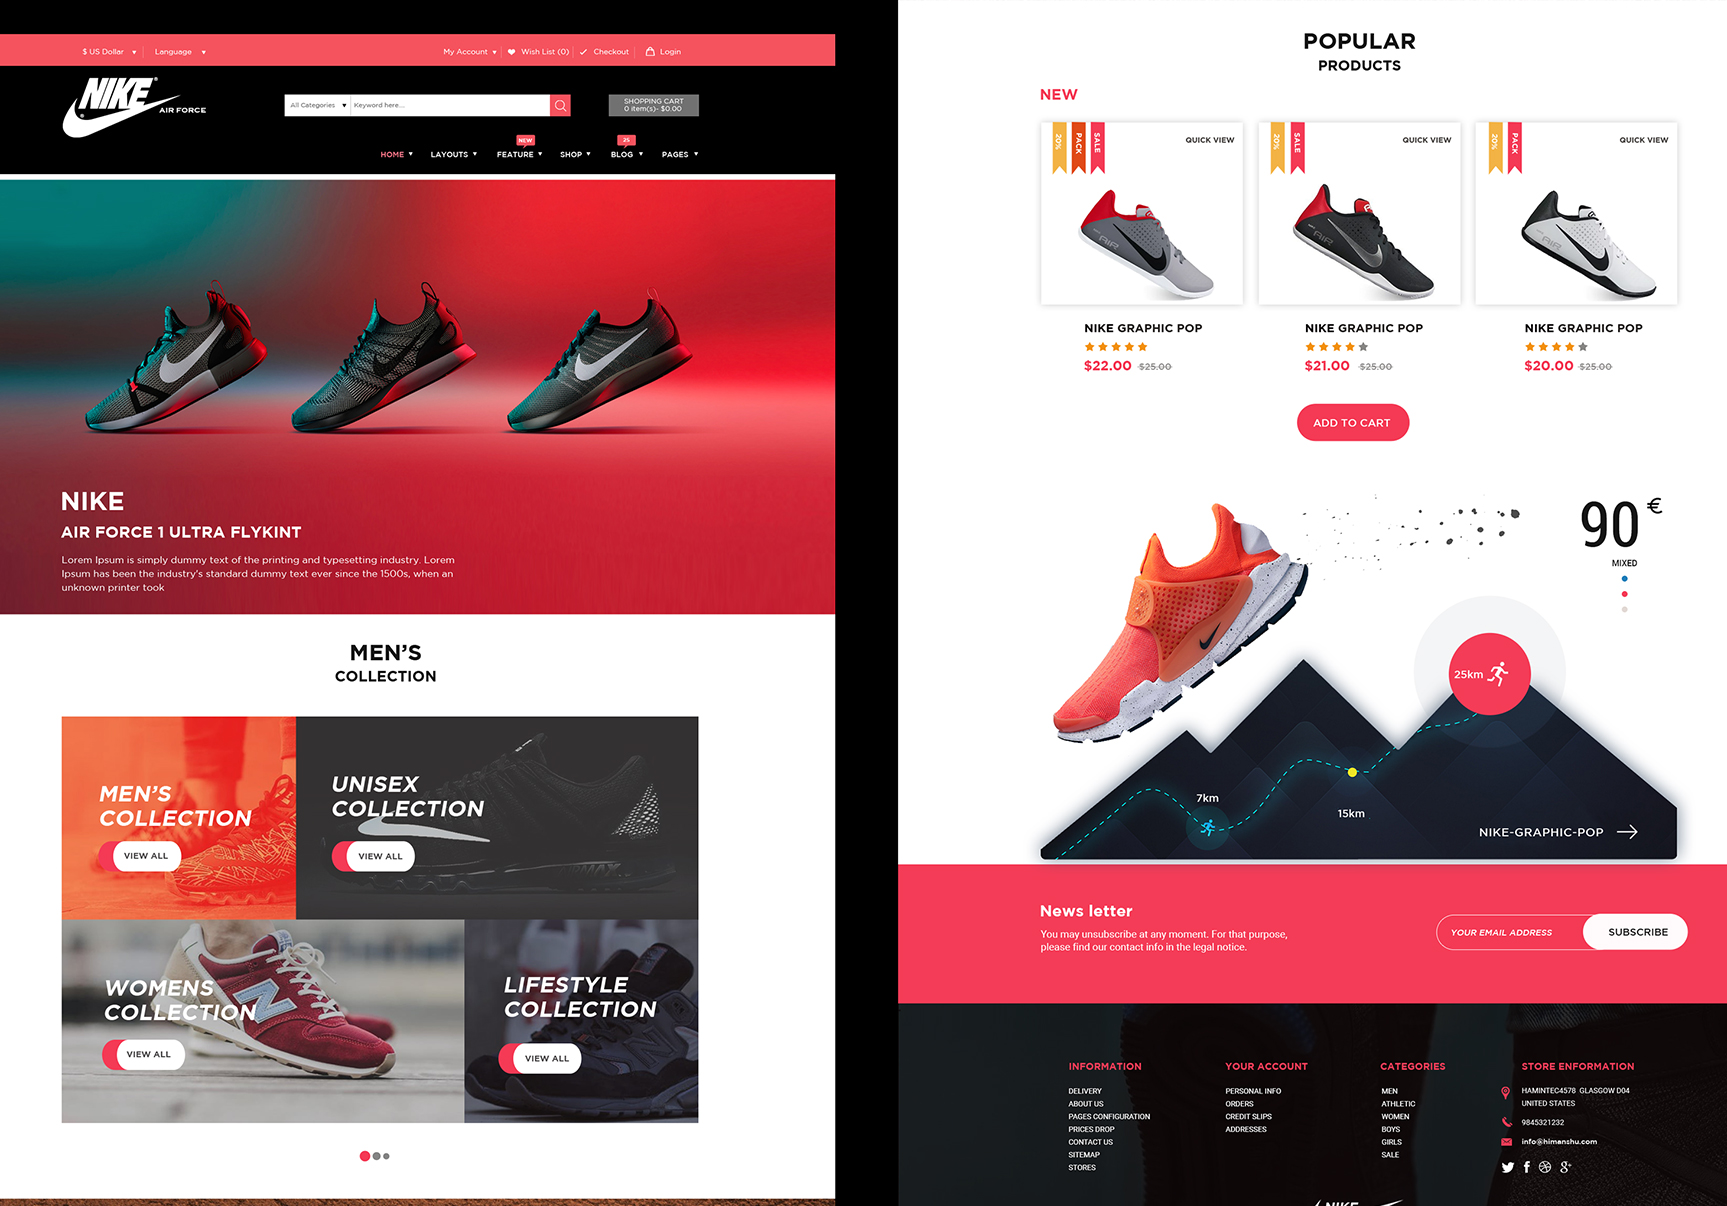 $ US Dollar
Language
My Account
Wish List (0)
Checkout
Login
NIKE
AIR FORCE
All Categories
Keyword here....
SHOPPING CART
0 item(s)- $0.00
NEW
25
HOME
LAYOUTS
FEATURE
SHOP
BLOG
PAGES
NIKE
AIR FORCE 1 ULTRA FLYKINT
Lorem Ipsum is simply dummy text of the printing and typesetting industry. Lorem
Ipsum has been the industry's standard dummy text ever since the 1500s, when an
unknown printer took
MEN'S
COLLECTION
MEN'S
COLLECTION
VIEW ALL
UNISEX
COLLECTION
VIEW ALL
WOMENS
COLLECTION
VIEW ALL
LIFESTYLE
COLLECTION
VIEW ALL
POPULAR
PRODUCTS
NEW
20%
PACK
SALE
QUICK VIEW
20%
SALE
QUICK VIEW
20%
PACK
QUICK VIEW
AIR
AIR
AIR
NIKE GRAPHIC POP
$22.00 $25.00
NIKE GRAPHIC POP
$21.00 $25.00
NIKE GRAPHIC POP
$20.00 $25.00
ADD TO CART
90 €
MIXED
25km
7km
15km
NIKE-GRAPHIC-POP
News letter
You may unsubscribe at any moment. For that purpose,
please find our contact info in the legal notice.
YOUR EMAIL ADDRESS
SUBSCRIBE
INFORMATION
DELIVERY
ABOUT US
PAGES CONFIGURATION
PRICES DROP
CONTACT US
SITEMAP
STORES
YOUR ACCOUNT
PERSONAL INFO
ORDERS
CREDIT SLIPS
ADDRESSES
CATEGORIES
MEN
ATHLETIC
WOMEN
BOYS
GIRLS
SALE
STORE ENFORMATION
HAMINTEC4578 GLASGOW D04
UNITED STATES
9845321232
info@himanshu.com
NIKE